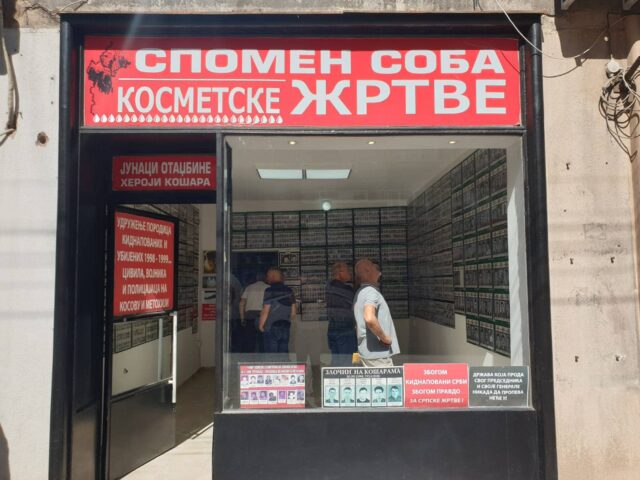 СПОМЕН СОБА
КОСМЕТСКЕ ЖРТВЕ
ЈУНАЦИ ОТАЏБИНЕ
ХЕРОЈИ КОШАРА
УДРУЖЕЊЕ ПОРОДИЦА
КИДНАПОВАНИХ И
УБИЈЕНИХ 1998-1999...
ЦИВИЛА, ВОЈНИКА
И ПОЛИЦАЈАЦА НА
КОСОВУ И МЕТОХИЈИ
ЗЛОЧИН НА КОШАРАМА
ЗБОГОМ
КИДНАПОВАНИ СРБИ
ЗБОГОМ ПРАВДО
ЗА СРПСКЕ ЖРТВЕ!
ДРЖАВА КОЈА ПРОДА
СВОГ ПРЕДСЕДНИКА
И СВОЈЕ ГЕНЕРАЛЕ
НИКАДА ДА ПРОПЕВА
НЕЋЕ !!!